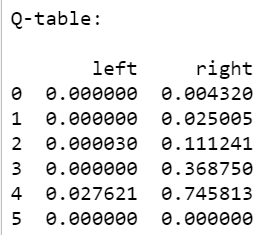 Q-table:
left right
0 0.000000 0.004320
1 0.000000 0.025005
2 0.000030 0.111241
3 0.000000 0.368750
4 0.027621 0.745813
5 0.000000 0.000000